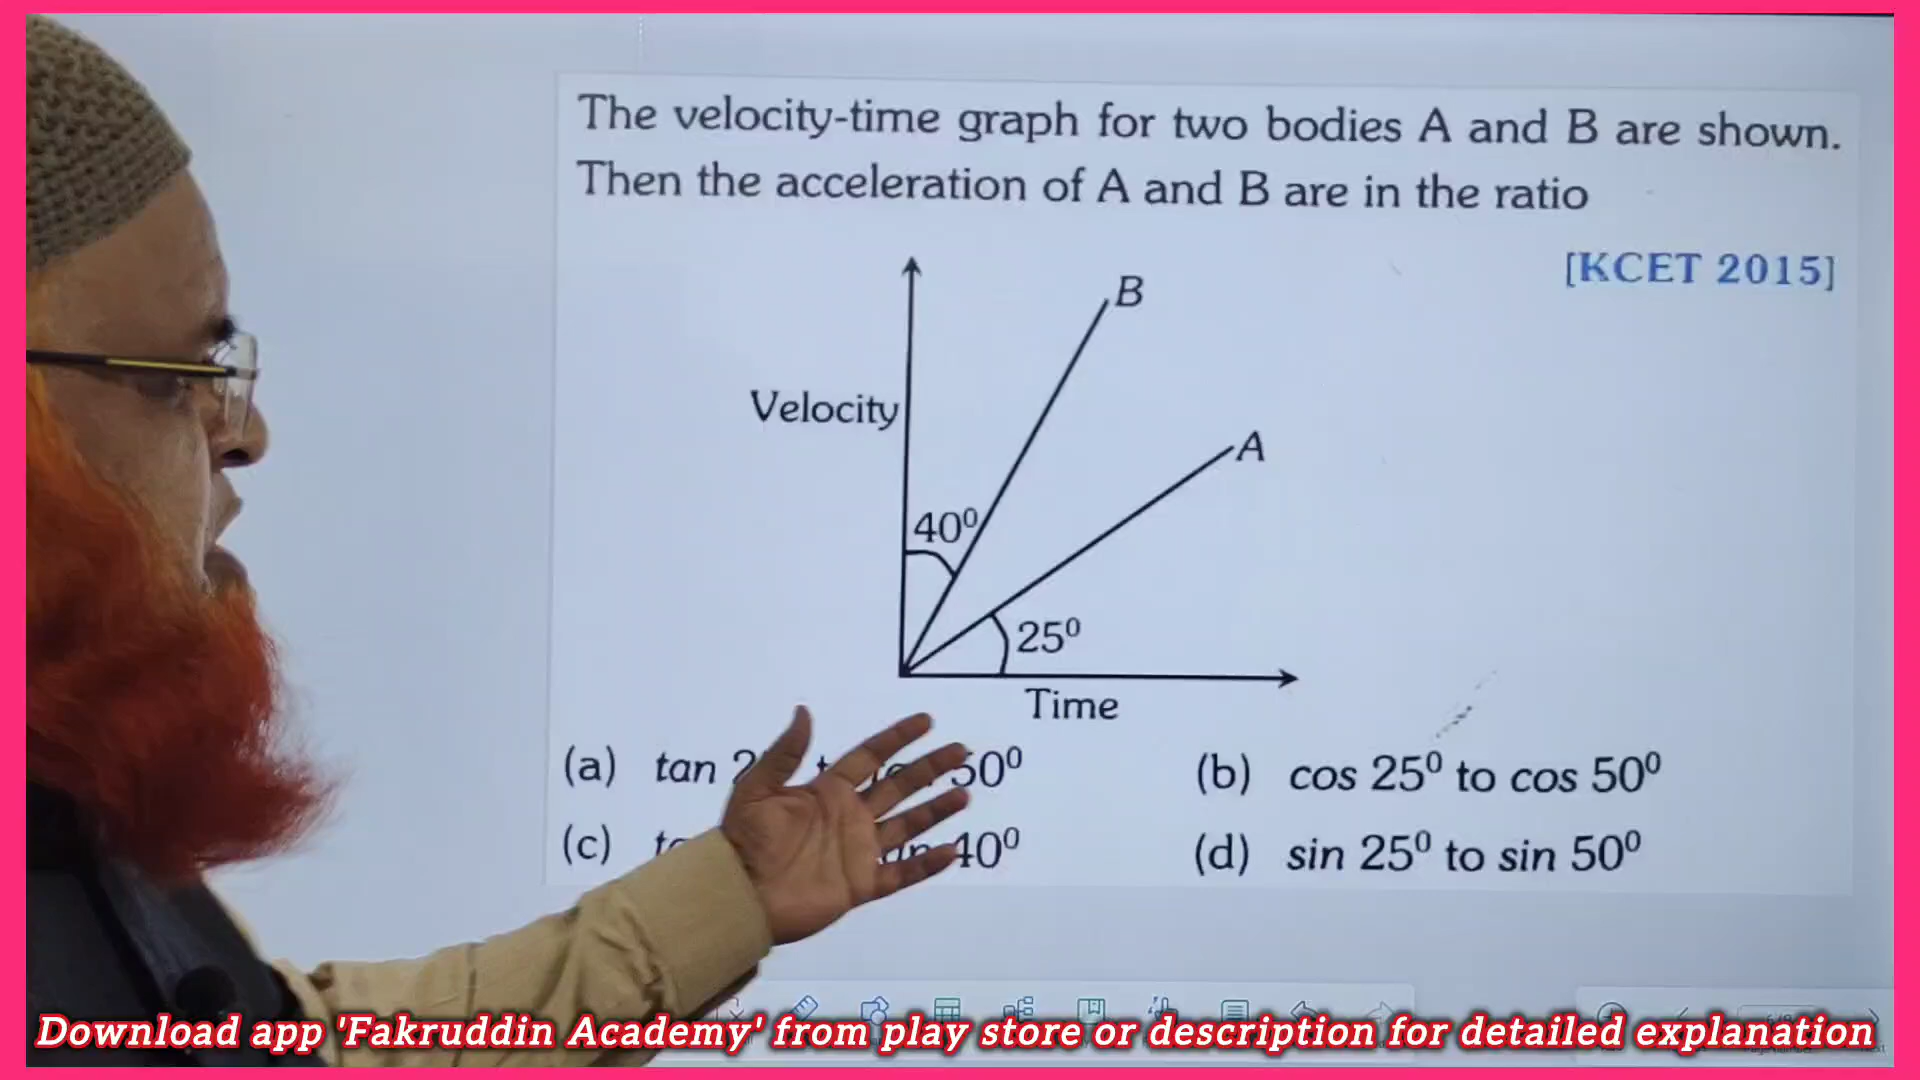 The velocity-time graph for two bodies A and B are shown.
Then the acceleration of A and B are in the ratio
[KCET 2015]
B
A
Velocity
40⁰
25⁰
Time
(a) tan 50⁰
(b) cos 25⁰ to cos 50⁰
(c) 40⁰
(d) sin 25⁰ to sin 50⁰
Download app 'Fakruddin Academy' from play store or description for detailed explanation